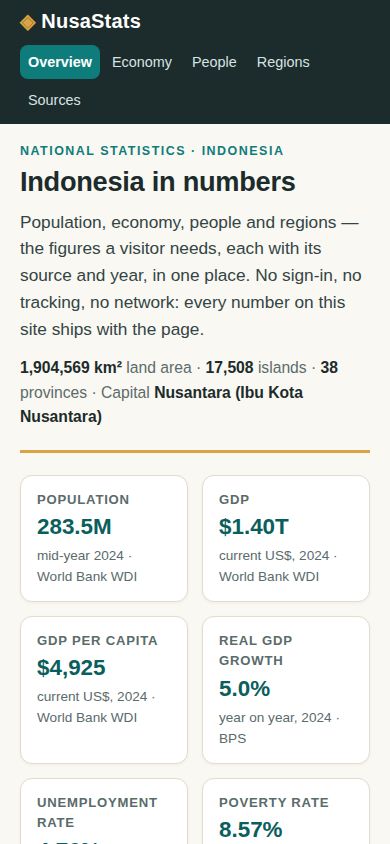 ◈ NusaStats
Overview Economy People Regions
Sources
NATIONAL STATISTICS · INDONESIA
Indonesia in numbers
Population, economy, people and regions —
the figures a visitor needs, each with its
source and year, in one place. No sign-in, no
tracking, no network: every number on this
site ships with the page.
1,904,569 km² land area · 17,508 islands · 38
provinces · Capital Nusantara (Ibu Kota
Nusantara)
POPULATION
283.5M
mid-year 2024 ·
World Bank WDI
GDP
$1.40T
current US$, 2024 ·
World Bank WDI
GDP PER CAPITA
$4,925
current US$, 2024 ·
World Bank WDI
REAL GDP
GROWTH
5.0%
year on year, 2024 ·
BPS
UNEMPLOYMENT
RATE
POVERTY RATE
8.57%